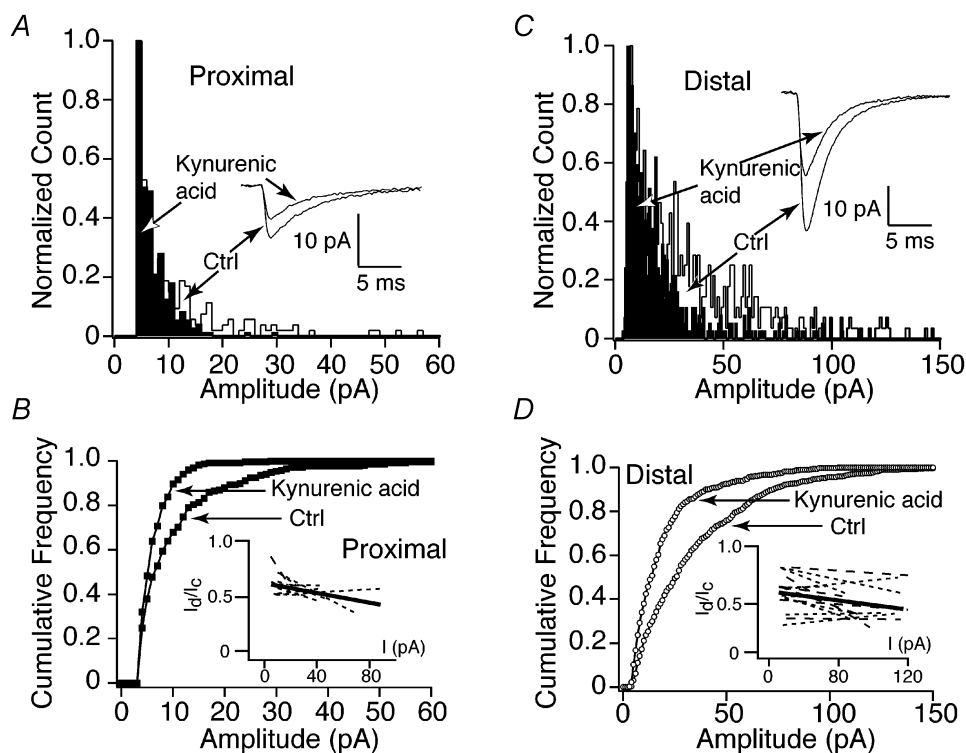 A
Normalized Count
1.0
0.8
0.6
0.4
0.2
0
Proximal
Kynurenic
acid
Ctrl
10 pA
5 ms
0 10 20 30 40 50 60
Amplitude (pA)
C
Normalized Count
1.0
0.8
0.6
0.4
0.2
0
Distal
Kynurenic
acid
Ctrl
10 pA
5 ms
0 50 100 150
Amplitude (pA)
B
Cumulative Frequency
1.0
0.8
0.6
0.4
0.2
0
Kynurenic acid
Ctrl
Proximal
Id/Ic
1.0
0.5
0
I (pA)
0 40 80
0 10 20 30 40 50 60
Amplitude (pA)
D
Cumulative Frequency
1.0
0.8
0.6
0.4
0.2
0
Distal
Kynurenic acid
Ctrl
Id/Ic
1.0
0.5
0
I (pA)
0 80 120
0 50 100 150
Amplitude (pA)